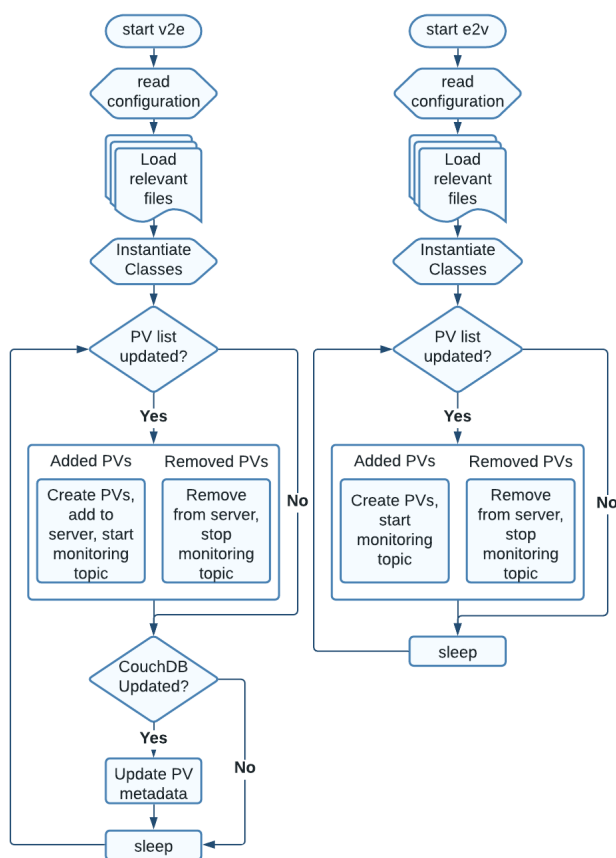 start v2e
read
configuration
Load
relevant
files
Instantiate
Classes
PV list
updated?
Yes
No
Added PVs
Create PVs,
add to
server, start
monitoring
topic
Removed PVs
Remove
from server,
stop
monitoring
topic
CouchDB
Updated?
Yes
No
Update PV
metadata
sleep
start e2v
read
configuration
Load
relevant
files
Instantiate
Classes
PV list
updated?
Yes
No
Added PVs
Create PVs,
start
monitoring
topic
Removed PVs
Remove
from server,
stop
monitoring
topic
sleep